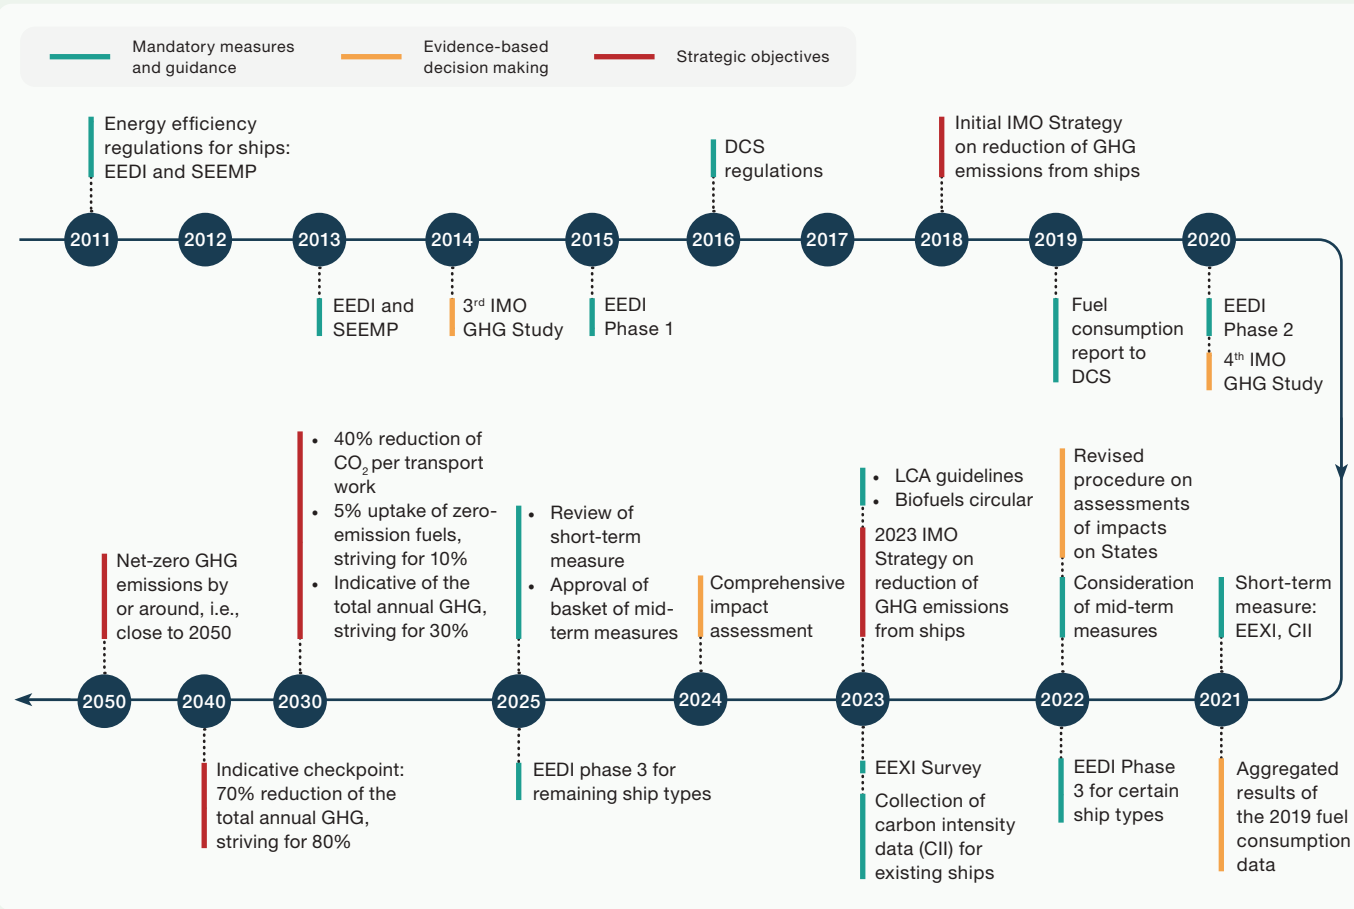 Mandatory measures
and guidance
Evidence-based
decision making
Strategic objectives
Energy efficiency
regulations for ships:
EEDI and SEEMP
DCS
regulations
Initial IMO Strategy
on reduction of GHG
emissions from ships
2011
2012
2013
2014
2015
2016
2017
2018
2019
2020
EEDI and
SEEMP
3rd IMO
GHG Study
EEDI
Phase 1
Fuel
consumption
report to
DCS
EEDI
Phase 2
4th IMO
GHG Study
Net-zero GHG
emissions by
or around, i.e.,
close to 2050
• 40% reduction of
CO2 per transport
work
• 5% uptake of zero-
emission fuels,
striving for 10%
• Indicative of the
total annual GHG,
striving for 30%
• Review of
short-term
measure
• Approval of
basket of mid-
term measures
Comprehensive
impact
assessment
• LCA guidelines
• Biofuels circular
2023 IMO
Strategy on
reduction of
GHG emissions
from ships
Revised
procedure on
assessments
of impacts
on States
Consideration
of mid-term
measures
Short-term
measure:
EEXI, CII
2050
2040
2030
2025
2024
2023
2022
2021
Indicative checkpoint:
70% reduction of the
total annual GHG,
striving for 80%
EEDI phase 3 for
remaining ship types
EEXI Survey
Collection of
carbon intensity
data (CII) for
existing ships
EEDI Phase
3 for certain
ship types
Aggregated
results of
the 2019 fuel
consumption
data